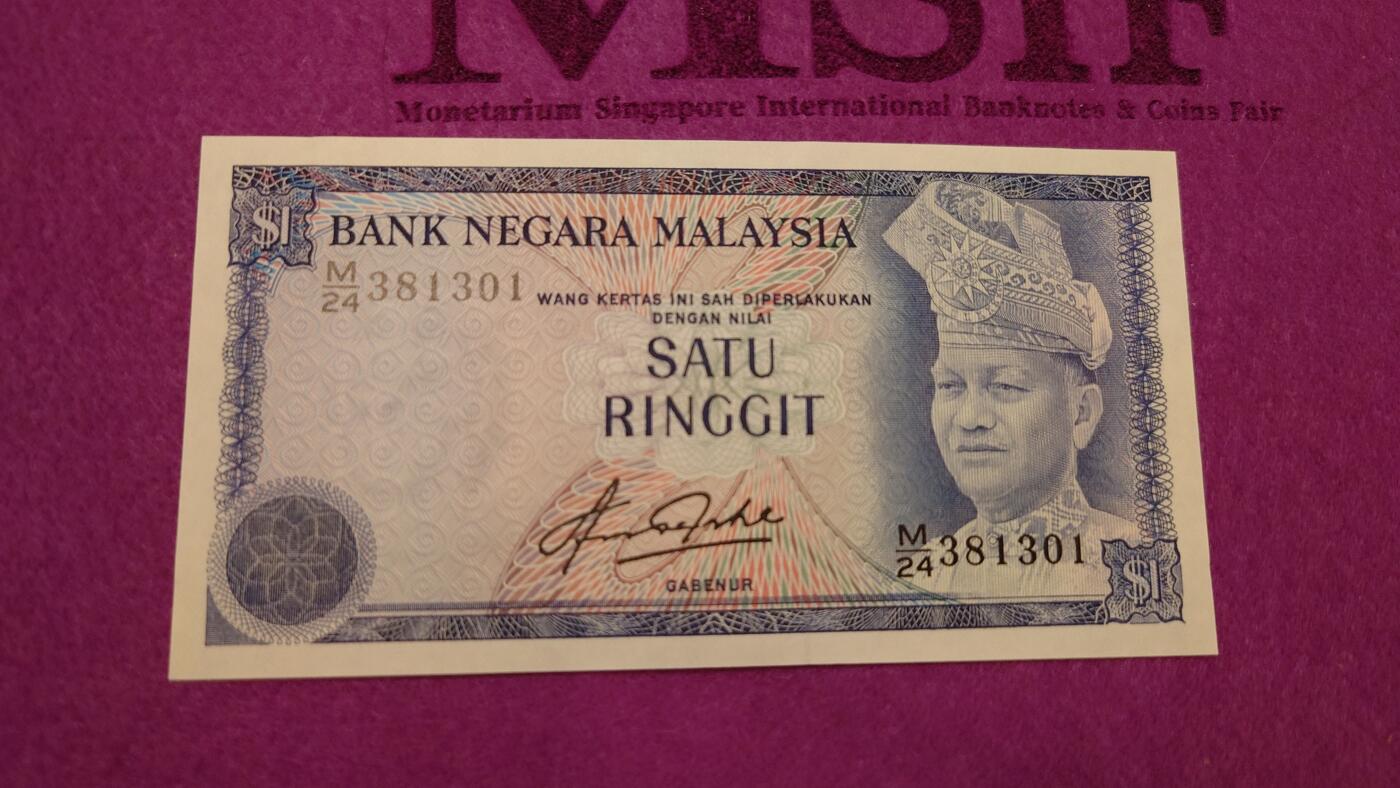 MSIF
Monetarium Singapore International Banknotes & Coins Fair
$1
BANK NEGARA MALAYSIA
M/24 381301
WANG KERTAS INI SAH DIPERLAKUKAN
DENGAN NILAI
SATU
RINGGIT
GABENUR
M/24 381301
$1